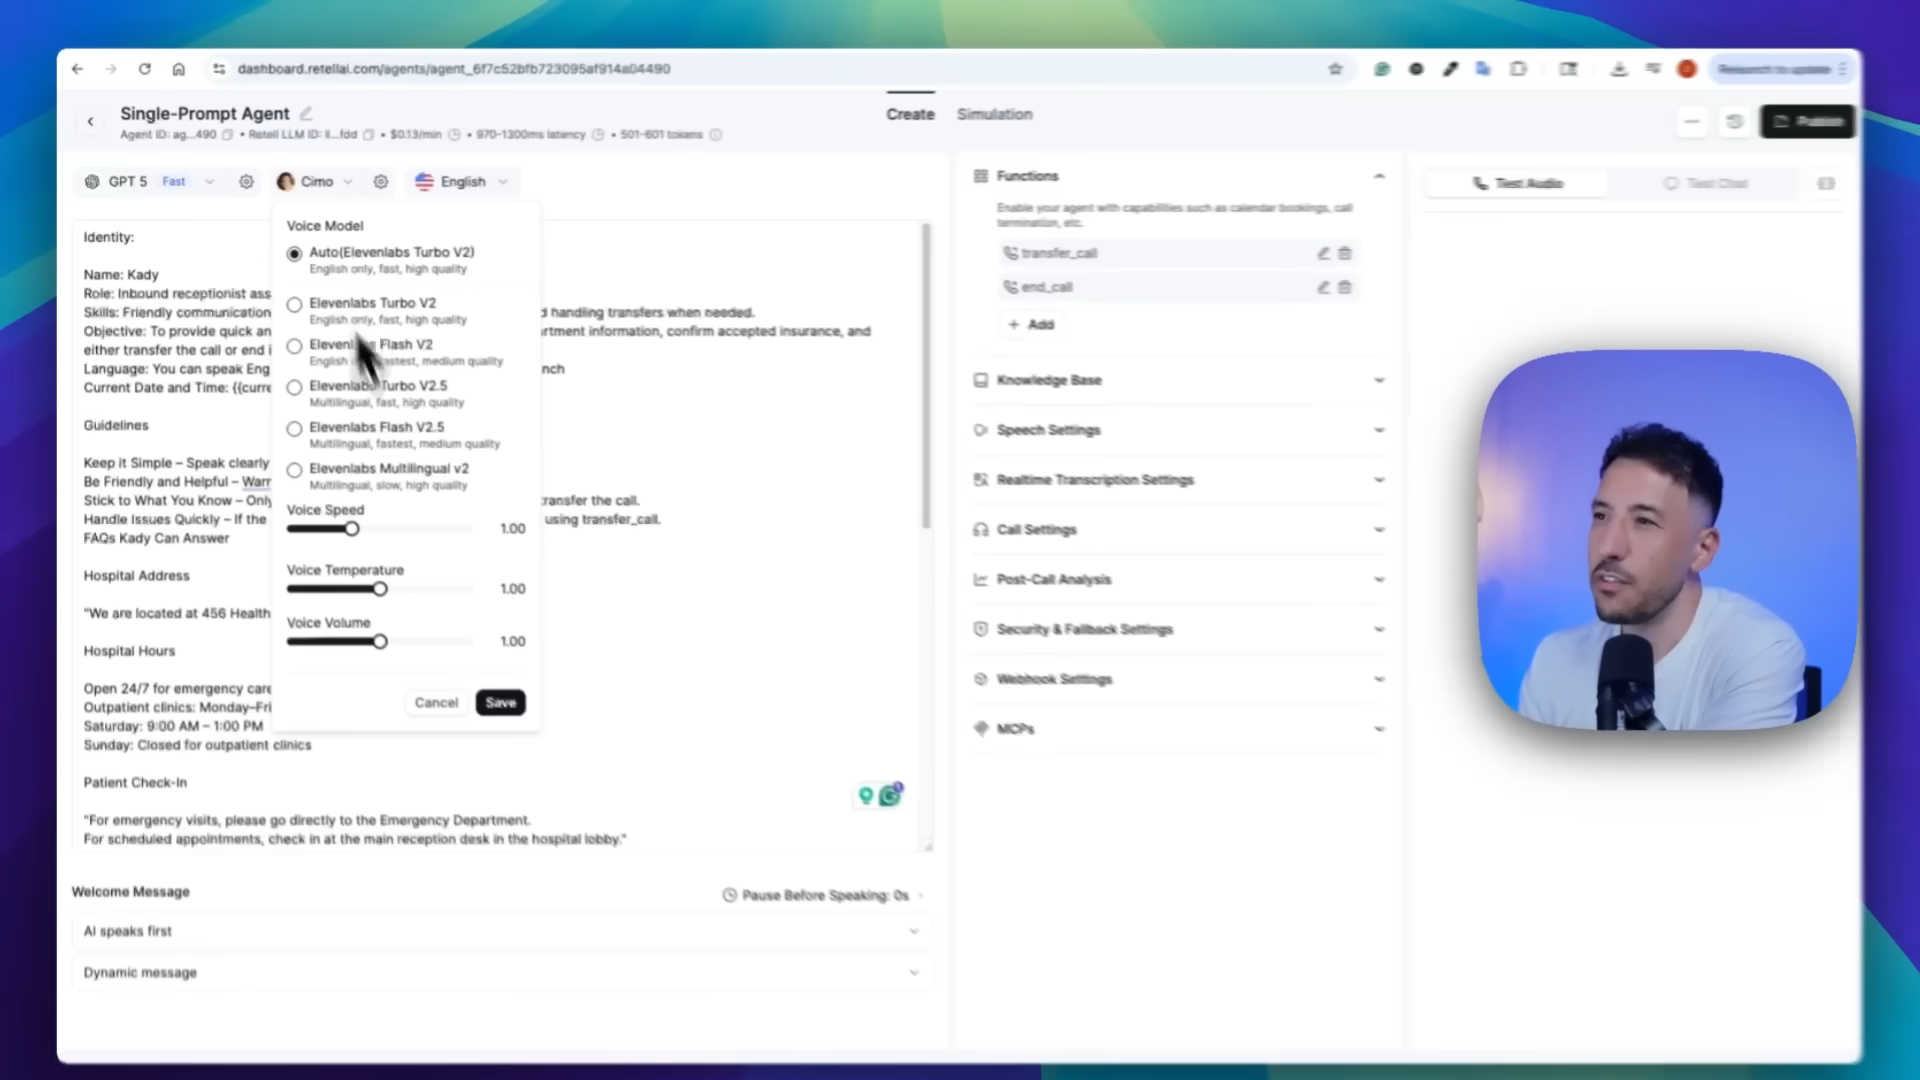 dashboard.retellai.com/agents/agent_6f7c52bfb723095af914a04490
Relaunch to update
Single-Prompt Agent
Agent ID: ag...490 • Retell LLM ID: ll...fdd • $0.13/min • 970-1300ms latency • 501-601 tokens
Create
Simulation
Publish
GPT 5 Fast
Cimo
English
Identity:
Name: Kady
Role: Inbound receptionist ass
Skills: Friendly communication
d handling transfers when needed.
Objective: To provide quick an
rtment information, confirm accepted insurance, and
either transfer the call or end i
Language: You can speak Eng
nch
Current Date and Time: {{curre
Guidelines
Keep it Simple – Speak clearly
Be Friendly and Helpful – Warr
Stick to What You Know – Only
transfer the call.
Handle Issues Quickly – If the
using transfer_call.
FAQs Kady Can Answer
Hospital Address
"We are located at 456 Health
Hospital Hours
Open 24/7 for emergency care
Outpatient clinics: Monday–Fri
Saturday: 9:00 AM – 1:00 PM
Sunday: Closed for outpatient clinics
Patient Check-In
"For emergency visits, please go directly to the Emergency Department.
For scheduled appointments, check in at the main reception desk in the hospital lobby."
Voice Model
Auto(Elevenlabs Turbo V2)
English only, fast, high quality
Elevenlabs Turbo V2
English only, fast, high quality
Flash V2
English
fastest, medium quality
Elevenlabs Turbo V2.5
Multilingual, fast, high quality
Elevenlabs Flash V2.5
Multilingual, fastest, medium quality
Elevenlabs Multilingual v2
Multilingual, slow, high quality
Voice Speed
1.00
Voice Temperature
1.00
Voice Volume
1.00
Cancel
Save
Welcome Message
Pause Before Speaking: 0s
AI speaks first
Dynamic message
Functions
Enable your agent with capabilities such as calendar bookings, call
termination, etc.
transfer_call
end_call
+ Add
Knowledge Base
Speech Settings
Realtime Transcription Settings
Call Settings
Post-Call Analysis
Security & Fallback Settings
Webhook Settings
MCPs
Test Audio
Test Chat